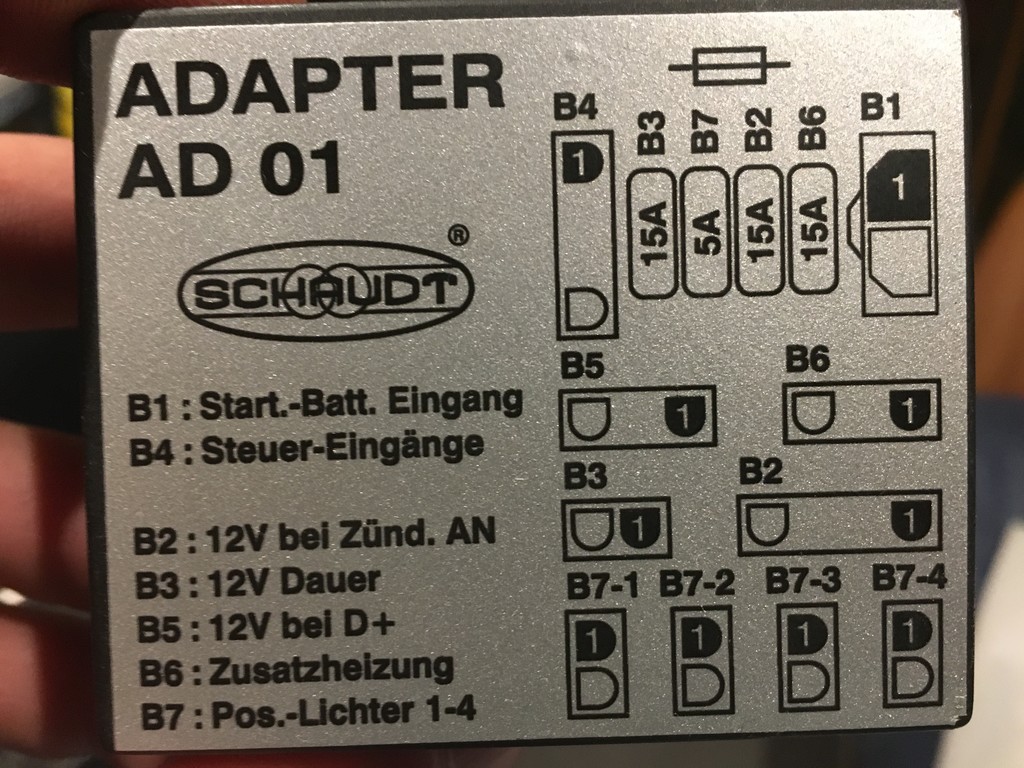 ADAPTER
AD 01
SCHAUDT ®
B1 : Start.-Batt. Eingang
B4 : Steuer-Eingänge
B2 : 12V bei Zünd. AN
B3 : 12V Dauer
B5 : 12V bei D+
B6 : Zusatzheizung
B7 : Pos.-Lichter 1-4
B4 B3 B7 B2 B6 B1
1 15A 5A 15A 15A 1
B5 B6
1 1
B3 B2
1 1
B7-1 B7-2 B7-3 B7-4
1 1 1 1